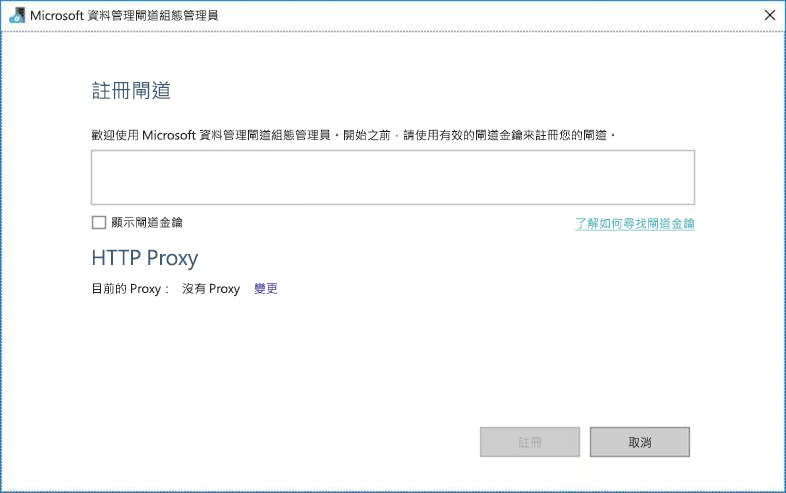 Microsoft 資料管理閘道組態管理員
註冊閘道
歡迎使用 Microsoft 資料管理閘道組態管理員。開始之前，請使用有效的閘道金鑰來註冊您的閘道。
顯示閘道金鑰 了解如何尋找閘道金鑰
HTTP Proxy
目前的 Proxy： 沒有 Proxy 變更
註冊 取消